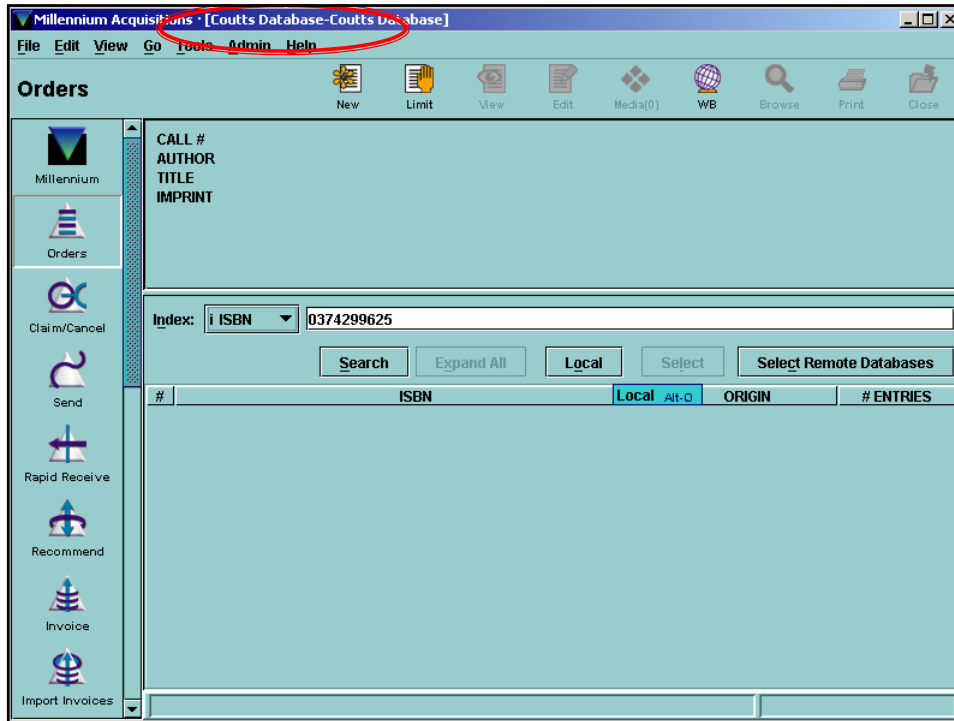 Millennium Acquisitions · [Coutts Database-Coutts Database]
File Edit View Go Tools Admin Help
Orders
New Limit View Edit Media(0) WB Browse Print Close
Millennium
Orders
Claim/Cancel
Send
Rapid Receive
Recommend
Invoice
Import Invoices
CALL #
AUTHOR
TITLE
IMPRINT
Index: i ISBN 0374299625
Search Expand All Local Select Select Remote Databases
# ISBN Local Alt-O ORIGIN # ENTRIES